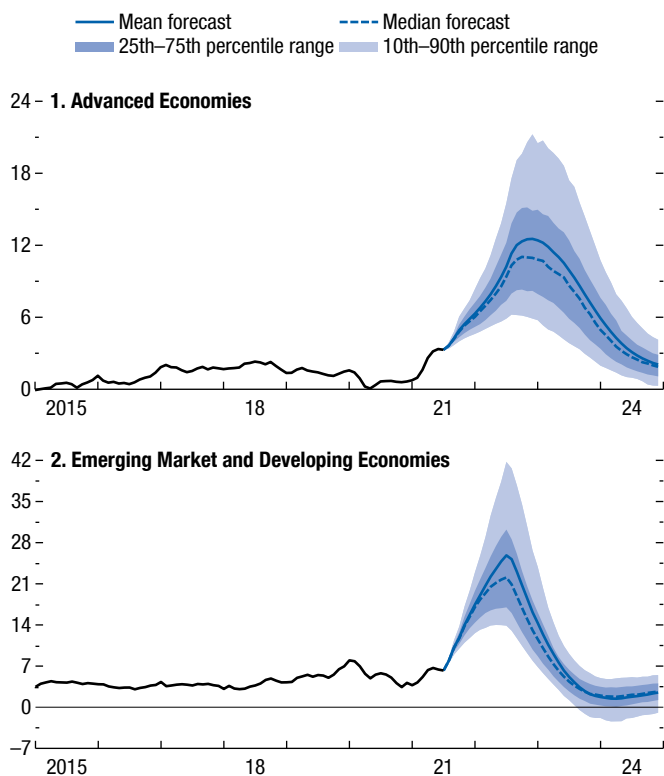 Mean forecast
Median forecast
25th–75th percentile range
10th–90th percentile range
1. Advanced Economies
24
18
12
6
0
2015 18 21 24
2. Emerging Market and Developing Economies
42
35
28
21
14
7
0
–7
2015 18 21 24